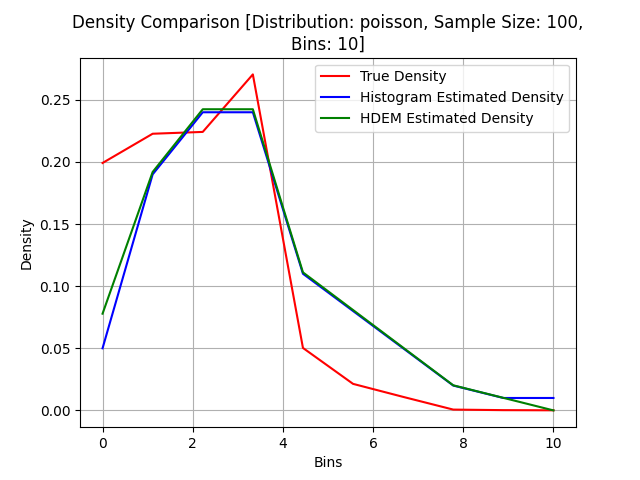 Density Comparison [Distribution: poisson, Sample Size: 100,
Bins: 10]
True Density
Histogram Estimated Density
HDEM Estimated Density
Density
0.25
0.20
0.15
0.10
0.05
0.00
0 2 4 6 8 10
Bins